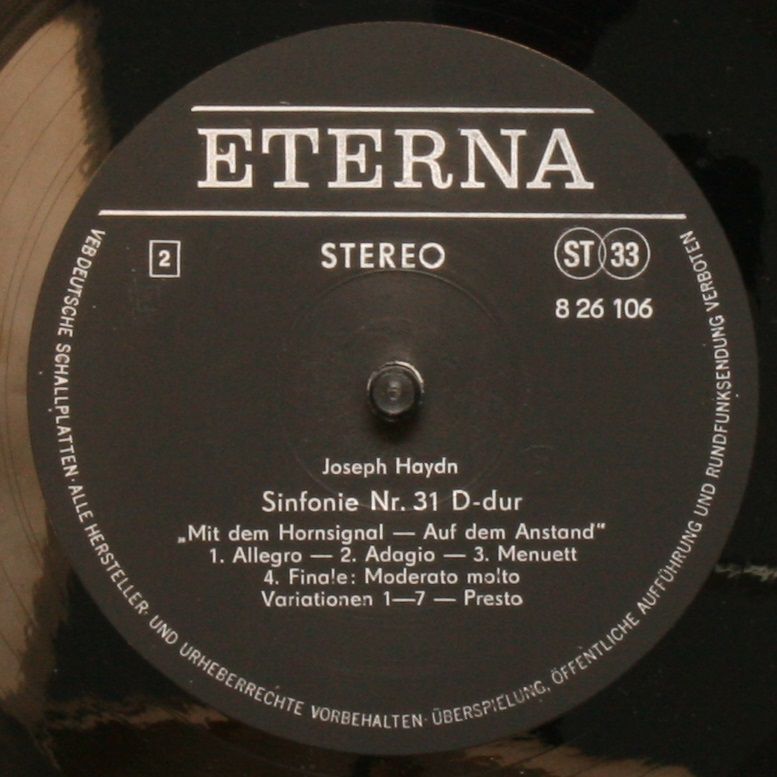 ETERNA
2
STEREO
ST 33
8 26 106
Joseph Haydn
Sinfonie Nr. 31 D-dur
„Mit dem Hornsignal — Auf dem Anstand“
1. Allegro — 2. Adagio — 3. Menuett
4. Finale: Moderato molto
Variationen 1—7 — Presto
VEB DEUTSCHE SCHALLPLATTEN · ALLE HERSTELLER- UND URHEBERRECHTE VORBEHALTEN · ÜBERSPIELUNG, ÖFFENTLICHE AUFFÜHRUNG UND RUNDFUNKSENDUNG VERBOTEN